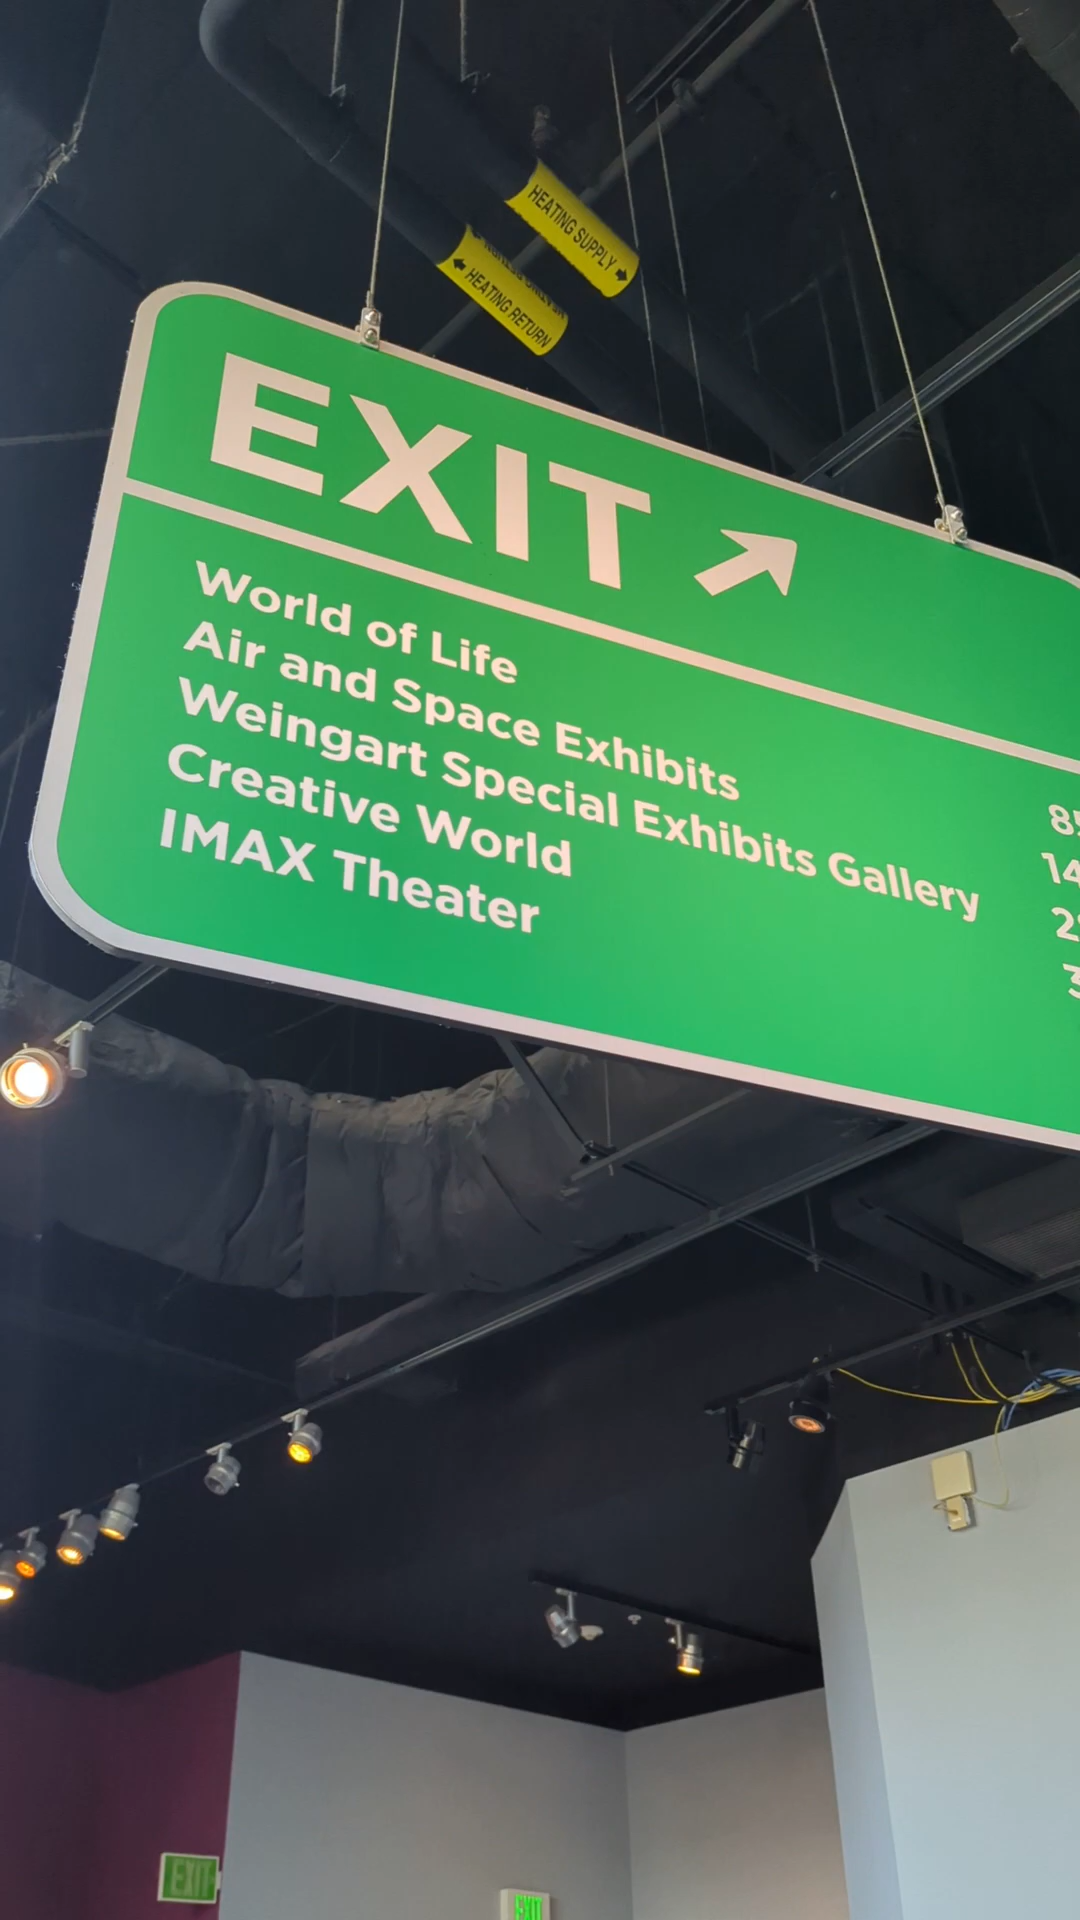 HEATING SUPPLY
HEATING RETURN
EXIT
World of Life
Air and Space Exhibits
Weingart Special Exhibits Gallery
Creative World
IMAX Theater
EXIT
EXIT